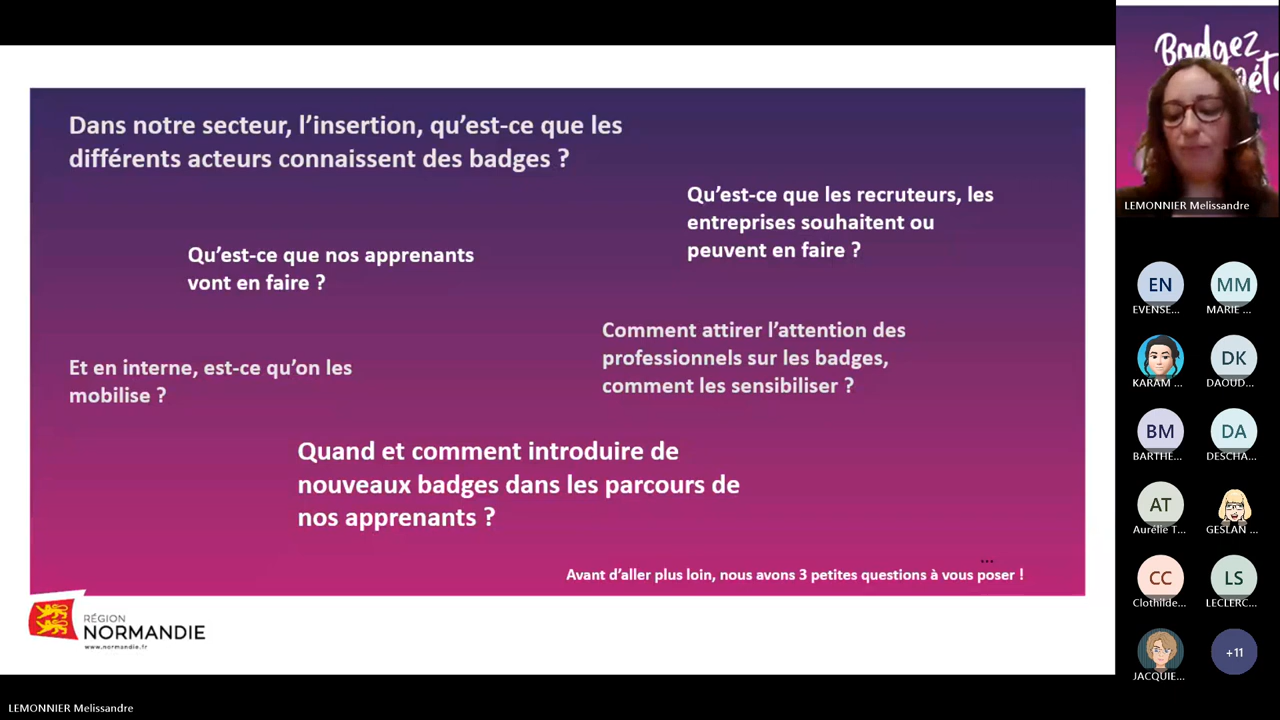 Dans notre secteur, l’insertion, qu’est-ce que les
différents acteurs connaissent des badges ?
Qu’est-ce que les recruteurs, les
entreprises souhaitent ou
peuvent en faire ?
Qu’est-ce que nos apprenants
vont en faire ?
Comment attirer l’attention des
professionnels sur les badges,
comment les sensibiliser ?
Et en interne, est-ce qu’on les
mobilise ?
Quand et comment introduire de
nouveaux badges dans les parcours de
nos apprenants ?
...
Avant d’aller plus loin, nous avons 3 petites questions à vous poser !
RÉGION
NORMANDIE
www.normandie.fr
Badgez
LEMONNIER Melissandre
EN
MM
EVENSE...
MARIE ...
DK
KARAM ...
DAOUD...
BM
DA
BARTHE...
DESCHA...
AT
Aurélie T...
GESLAN ...
CC
LS
Clothilde...
LECLERC...
+11
JACQUIE...
LEMONNIER Melissandre